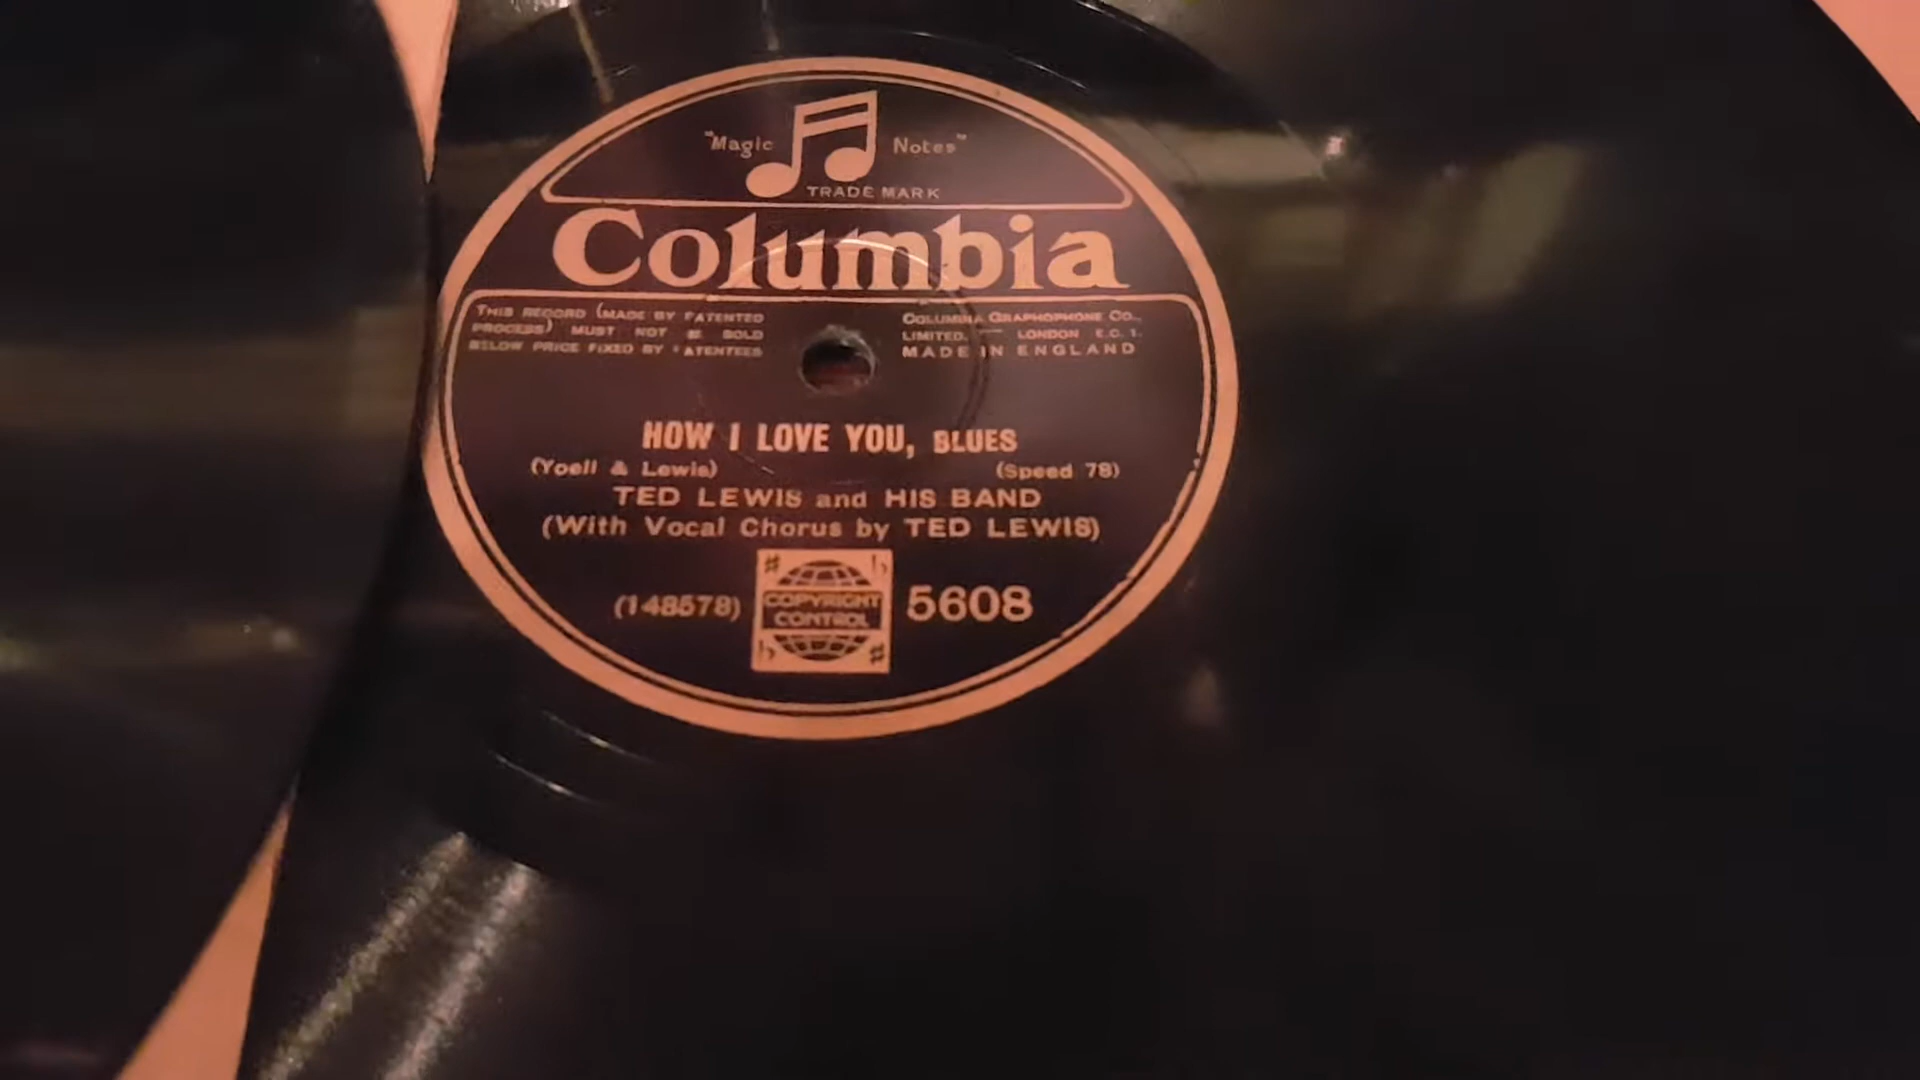 "Magic Notes"
TRADE MARK
Columbia
THIS RECORD (MADE BY PATENTED
PROCESS) MUST NOT BE SOLD
BELOW PRICE FIXED BY PATENTEES
COLUMBIA GRAPHOPHONE CO.,
LIMITED. LONDON E.C.1.
MADE IN ENGLAND
HOW I LOVE YOU, BLUES
(Yoell & Lewis) (Speed 78)
TED LEWIS and HIS BAND
(With Vocal Chorus by TED LEWIS)
(148578) COPYRIGHT CONTROL 5608